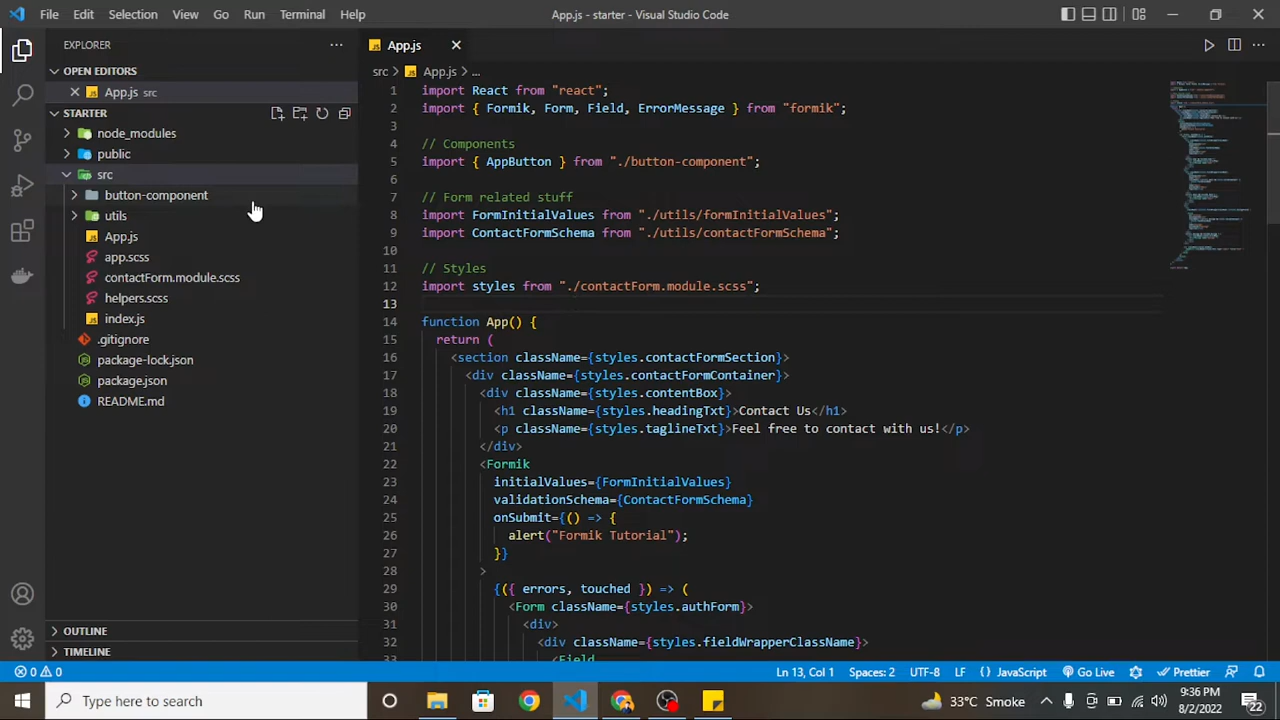 File Edit Selection View Go Run Terminal Help
App.js - starter - Visual Studio Code
EXPLORER
OPEN EDITORS
App.js src
STARTER
node_modules
public
src
button-component
utils
App.js
app.scss
contactForm.module.scss
helpers.scss
index.js
.gitignore
package-lock.json
package.json
README.md
OUTLINE
TIMELINE
App.js
src > App.js > ...
1 import React from "react";
2 import { Formik, Form, Field, ErrorMessage } from "formik";
3
4 // Components
5 import { AppButton } from "./button-component";
6
7 // Form related stuff
8 import FormInitialValues from "./utils/formInitialValues";
9 import ContactFormSchema from "./utils/contactFormSchema";
10
11 // Styles
12 import styles from "./contactForm.module.scss";
13
14 function App() {
15 return (
16 <section className={styles.contactFormSection}>
17 <div className={styles.contactFormContainer}>
18 <div className={styles.contentBox}>
19 <h1 className={styles.headingTxt}>Contact Us</h1>
20 <p className={styles.taglineTxt}>Feel free to contact with us!</p>
21 </div>
22 <Formik
23 initialValues={FormInitialValues}
24 validationSchema={ContactFormSchema}
25 onSubmit={() => {
26 alert("Formik Tutorial");
27 }}
28 >
29 {({ errors, touched }) => (
30 <Form className={styles.authForm}>
31 <div>
32 <div className={styles.fieldWrapperClassName}>
33 <Field
0 0 Ln 13, Col 1 Spaces: 2 UTF-8 LF {} JavaScript Go Live Prettier
Type here to search
33°C Smoke
9:36 PM
8/2/2022
22